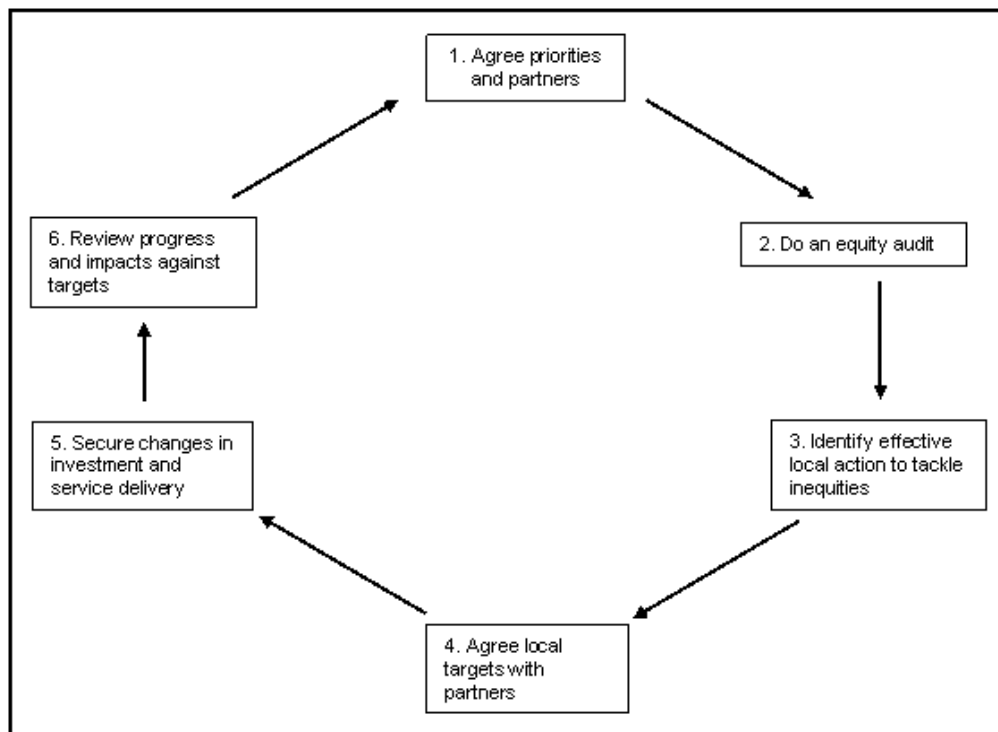 1. Agree priorities
and partners
2. Do an equity audit
3. Identify effective
local action to tackle
inequities
4. Agree local
targets with
partners
5. Secure changes in
investment and
service delivery
6. Review progress
and impacts against
targets